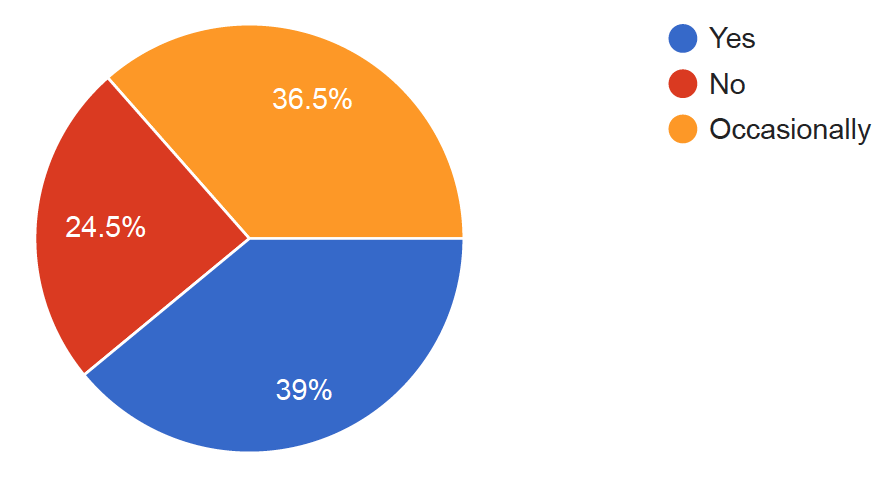 Yes
No
Occasionally
36.5%
24.5%
39%